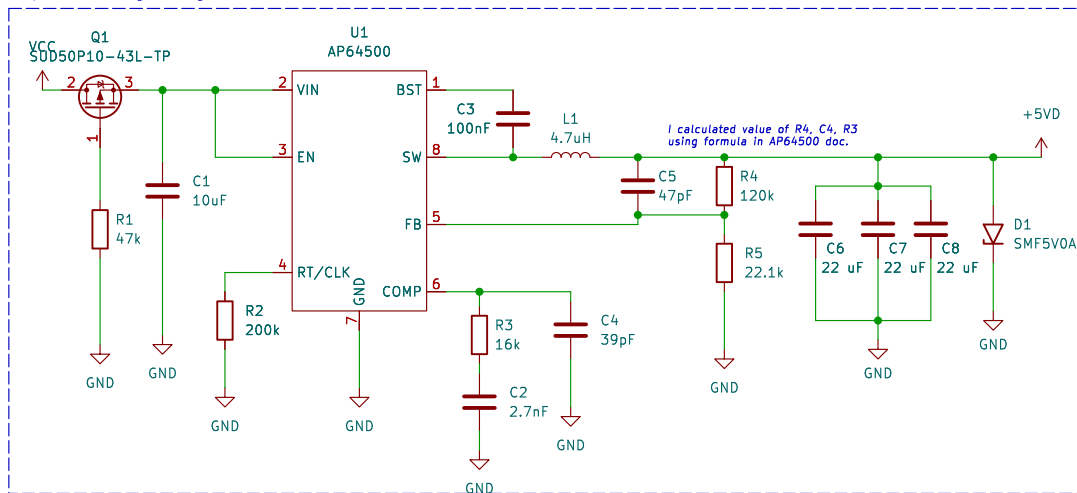 VCC
Q1
SUD50P10-43L-TP
2
3
1
R1
47k
GND
C1
10uF
GND
U1
AP64500
2
VIN
3
EN
4
RT/CLK
GND
7
BST
1
SW
8
FB
5
COMP
6
R2
200k
GND
GND
C3
100nF
L1
4.7uH
I calculated value of R4, C4, R3
using formula in AP64500 doc.
C5
47pF
R4
120k
R5
22.1k
GND
R3
16k
C2
2.7nF
GND
C4
39pF
GND
C6
22 uF
C7
22 uF
C8
22 uF
GND
+5VD
D1
SMF5V0A
GND